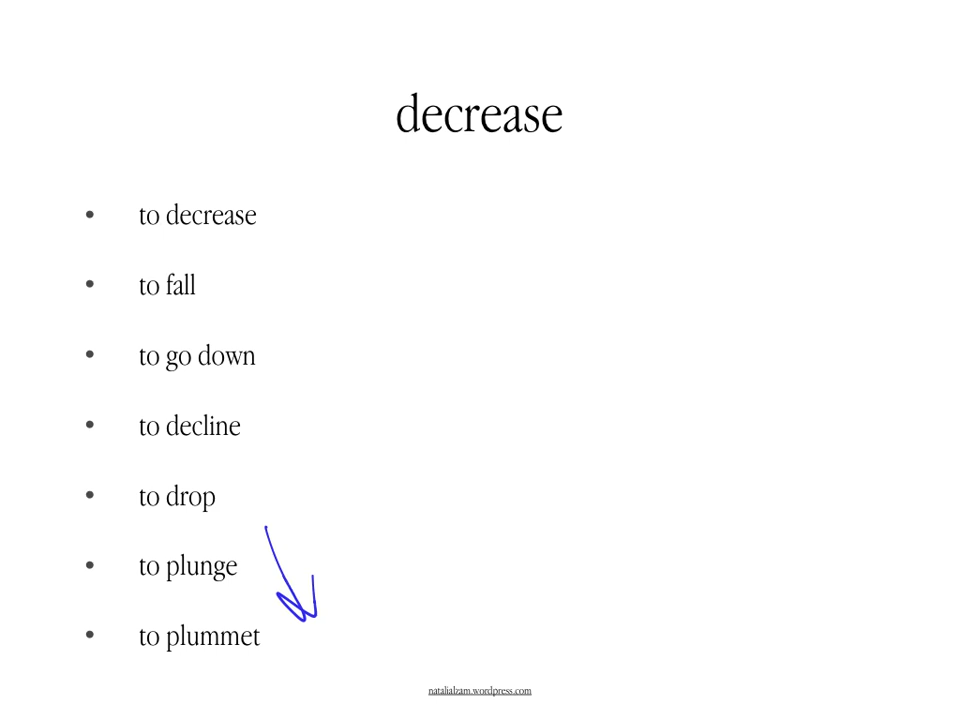 decrease
• to decrease
• to fall
• to go down
• to decline
• to drop
• to plunge
• to plummet
natalialzam.wordpress.com